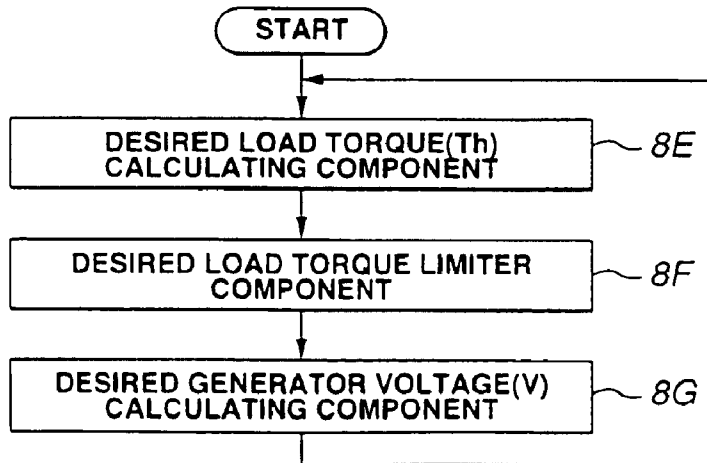 START
DESIRED LOAD TORQUE(Th)
CALCULATING COMPONENT
8E
DESIRED LOAD TORQUE LIMITER
COMPONENT
8F
DESIRED GENERATOR VOLTAGE(V)
CALCULATING COMPONENT
8G